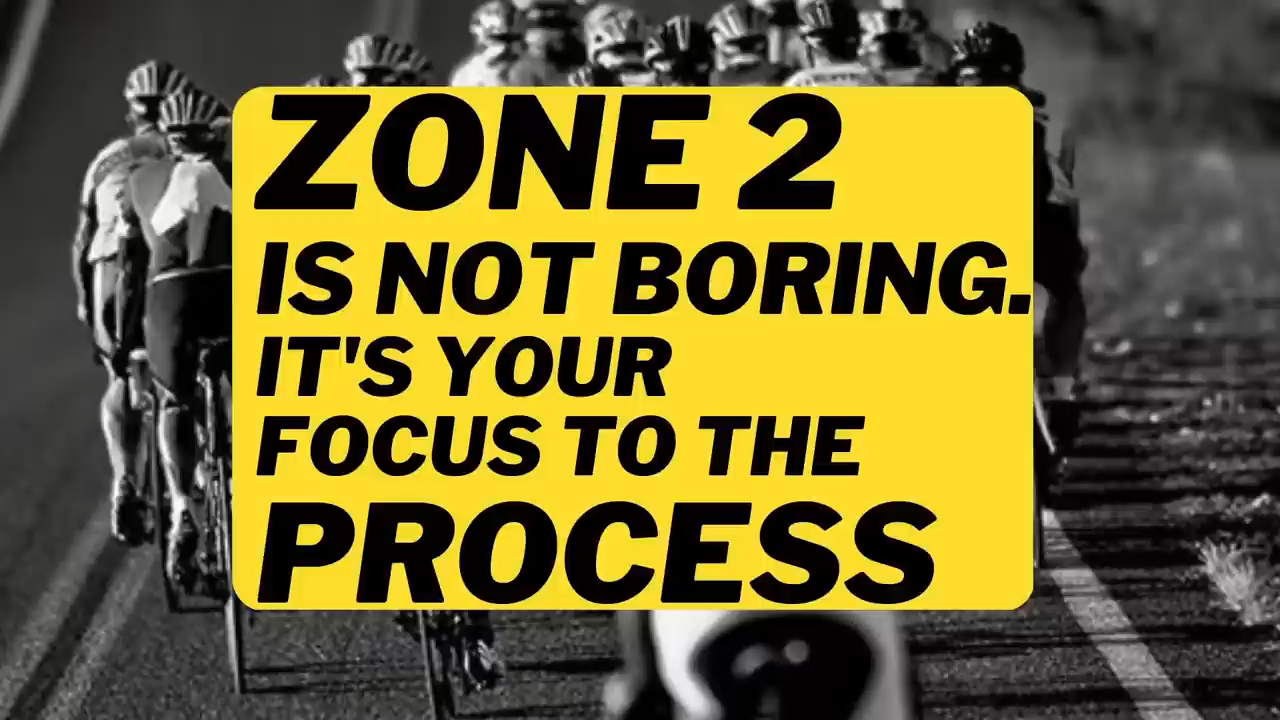 ZONE 2
IS NOT BORING.
IT'S YOUR
FOCUS TO THE
PROCESS